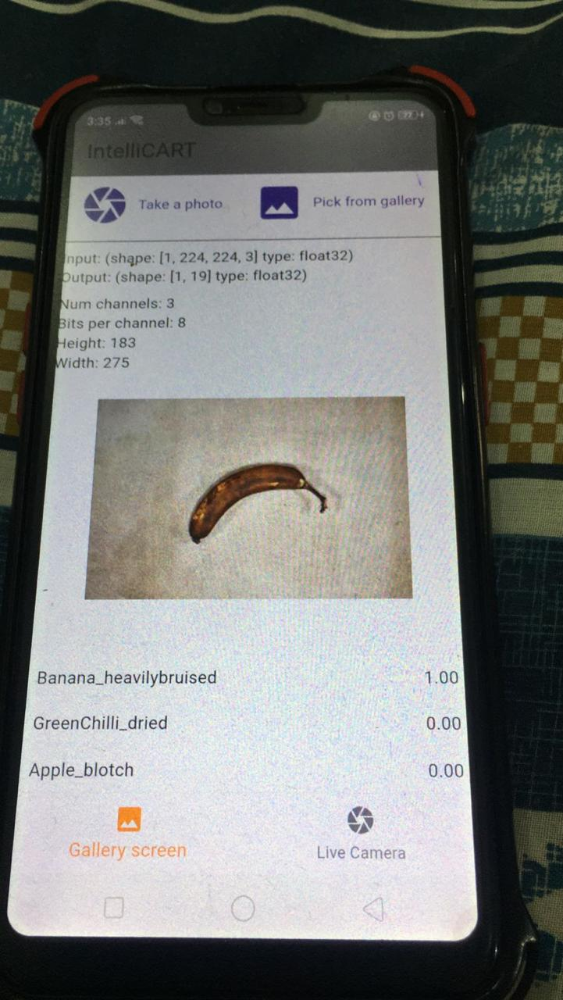 3:35
77
IntelliCART
Take a photo
Pick from gallery
Input: (shape: [1, 224, 224, 3] type: float32)
Output: (shape: [1, 19] type: float32)
Num channels: 3
Bits per channel: 8
Height: 183
Width: 275
Banana_heavilybruised 1.00
GreenChilli_dried 0.00
Apple_blotch 0.00
Gallery screen
Live Camera